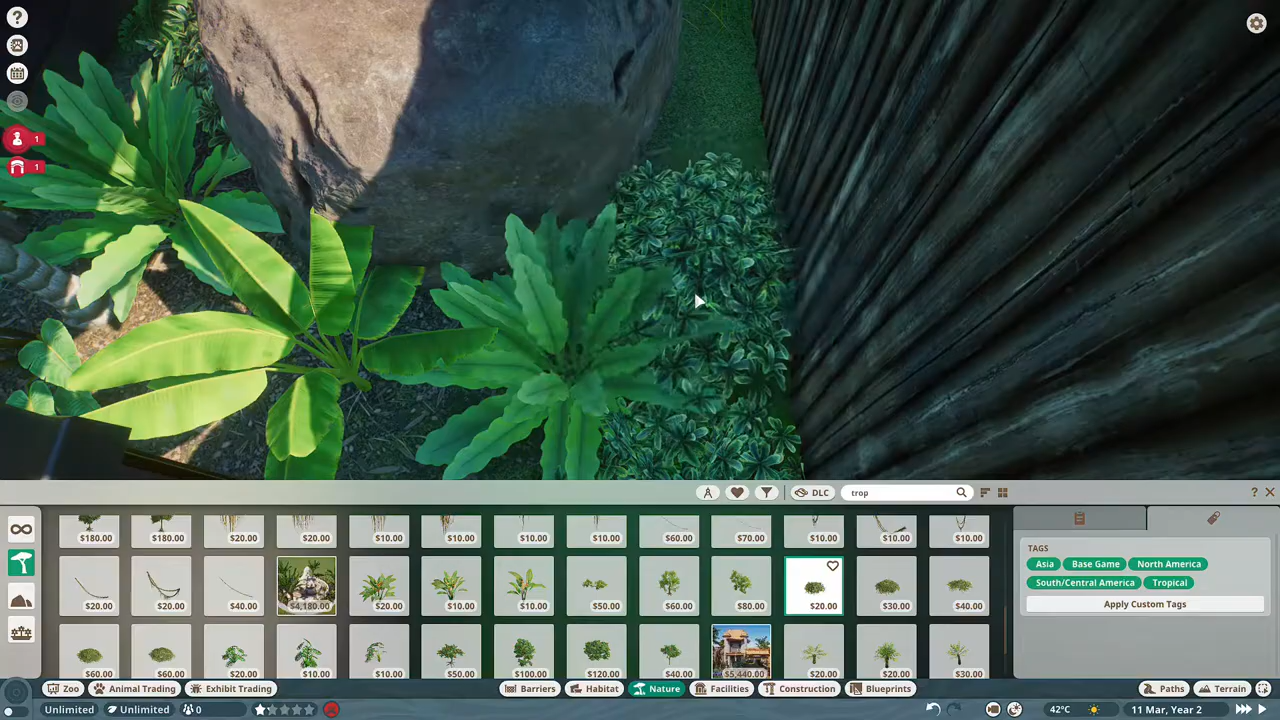 ?
1
1
DLC
trop
? ×
$180.00 $180.00 $20.00 $20.00 $10.00 $10.00 $10.00 $10.00 $60.00 $70.00 $10.00 $10.00 $10.00
$20.00 $20.00 $40.00 $4,180.00 $20.00 $10.00 $10.00 $50.00 $60.00 $80.00 $20.00 $30.00 $40.00
$60.00 $60.00 $20.00 $10.00 $10.00 $50.00 $100.00 $120.00 $40.00 $5,440.00 $20.00 $20.00 $30.00
TAGS
Asia Base Game North America
South/Central America Tropical
Apply Custom Tags
Zoo Animal Trading Exhibit Trading Barriers Habitat Nature Facilities Construction Blueprints Paths Terrain
Unlimited Unlimited 0 42°C 11 Mar, Year 2